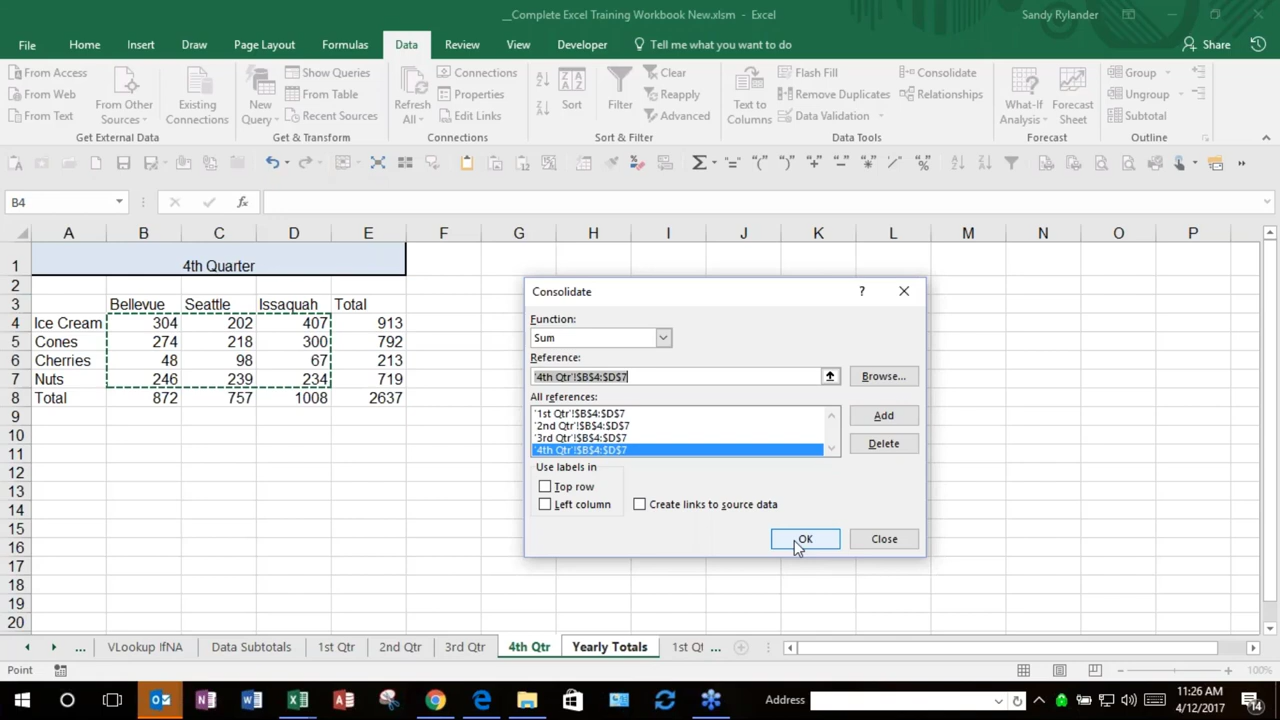 __Complete Excel Training Workbook New.xlsm - Excel
Sandy Rylander
File Home Insert Draw Page Layout Formulas Data Review View Developer Tell me what you want to do Share
From Access
From Web
From Text
From Other Sources
Existing Connections
Get External Data
New Query
Show Queries
From Table
Recent Sources
Get & Transform
Refresh All
Connections
Properties
Edit Links
Connections
Sort
Filter
Clear
Reapply
Advanced
Sort & Filter
Text to Columns
Flash Fill
Remove Duplicates
Data Validation
Consolidate
Relationships
Data Tools
What-If Analysis
Forecast Sheet
Forecast
Group
Ungroup
Subtotal
Outline
B4
fx
A B C D E F G H I J K L M N O P
1 4th Quarter
2
3 Bellevue Seattle Issaquah Total
4 Ice Cream 304 202 407 913
5 Cones 274 218 300 792
6 Cherries 48 98 67 213
7 Nuts 246 239 234 719
8 Total 872 757 1008 2637
9
10
11
12
13
14
15
16
17
18
19
20
Consolidate ?
Function:
Sum
Reference:
'4th Qtr'!$B$4:$D$7
Browse...
All references:
'1st Qtr'!$B$4:$D$7
'2nd Qtr'!$B$4:$D$7
'3rd Qtr'!$B$4:$D$7
'4th Qtr'!$B$4:$D$7
Add
Delete
Use labels in
Top row
Left column
Create links to source data
OK
Close
... VLookup IfNA Data Subtotals 1st Qtr 2nd Qtr 3rd Qtr 4th Qtr Yearly Totals 1st Qt ...
Point
100%
Address
11:26 AM
4/12/2017
14